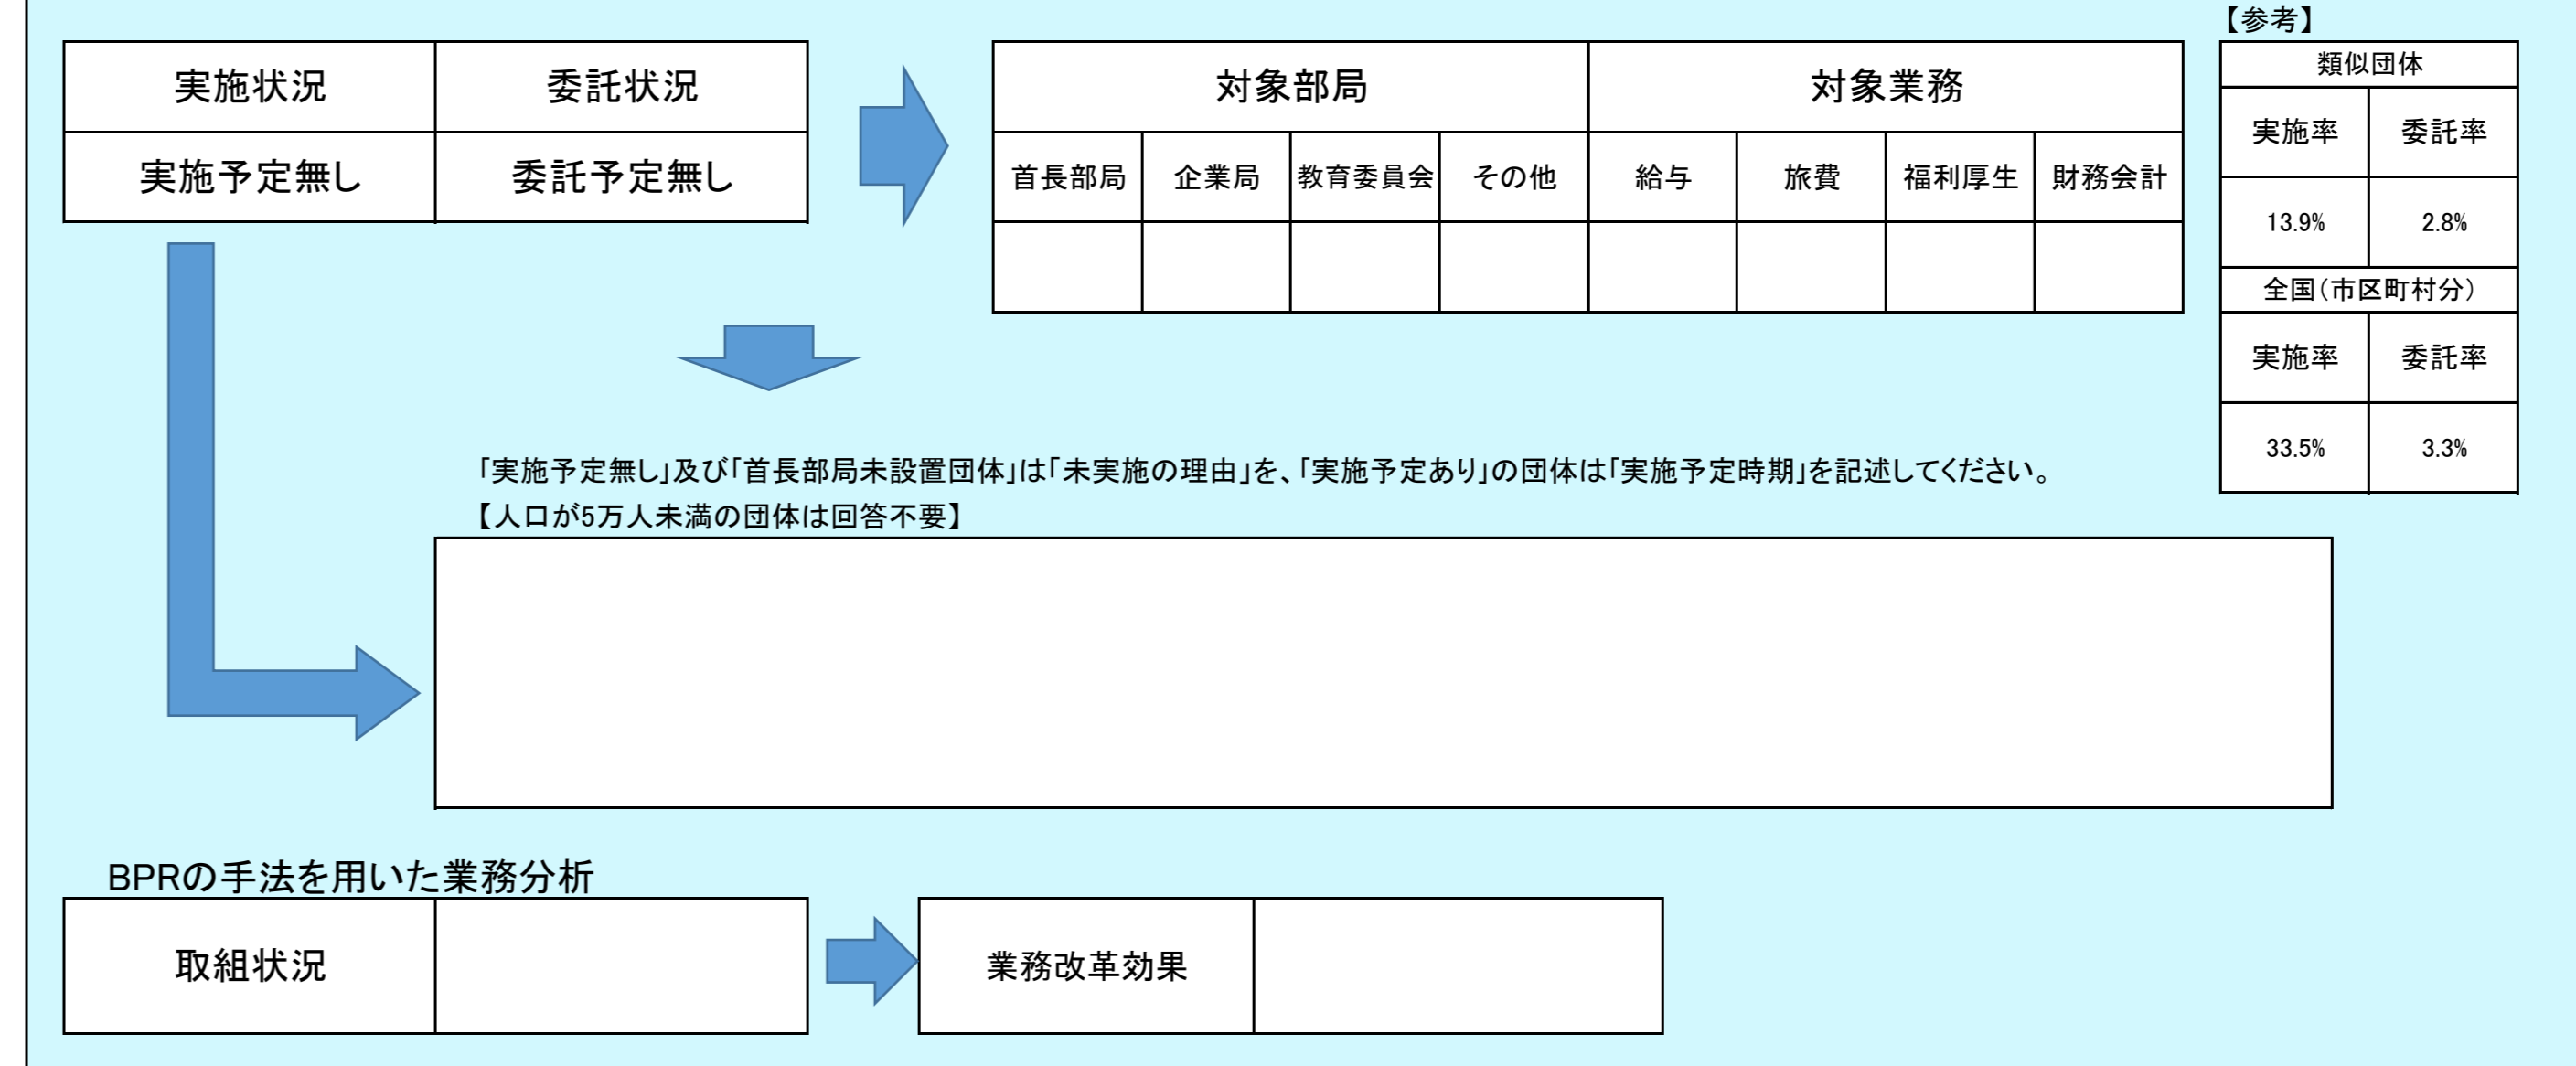 【参考】
実施状況 委託状況
実施予定無し 委託予定無し
対象部局 対象業務
首長部局 企業局 教育委員会 その他 給与 旅費 福利厚生 財務会計
類似団体
実施率 委託率
13.9% 2.8%
全国(市区町村分)
実施率 委託率
33.5% 3.3%
「実施予定無し」及び「首長部局未設置団体」は「未実施の理由」を、「実施予定あり」の団体は「実施予定時期」を記述してください。
【人口が5万人未満の団体は回答不要】
BPRの手法を用いた業務分析
取組状況 業務改革効果